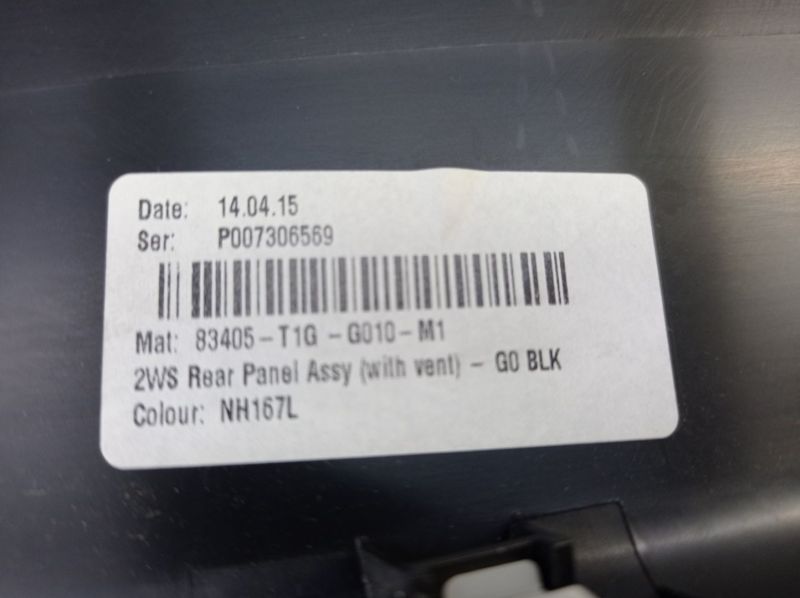 Date: 14.04.15
Ser: P007306569
Mat: 83405-T1G -G010-M1
2WS Rear Panel Assy (with vent) - G0 BLK
Colour: NH167L